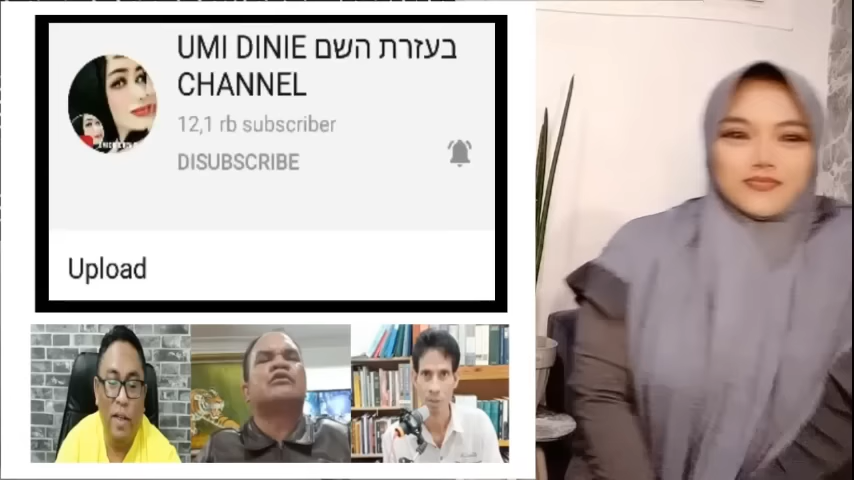 UMI DINIE בעזרת השם
CHANNEL
12,1 rb subscriber
DISUBSCRIBE
Upload